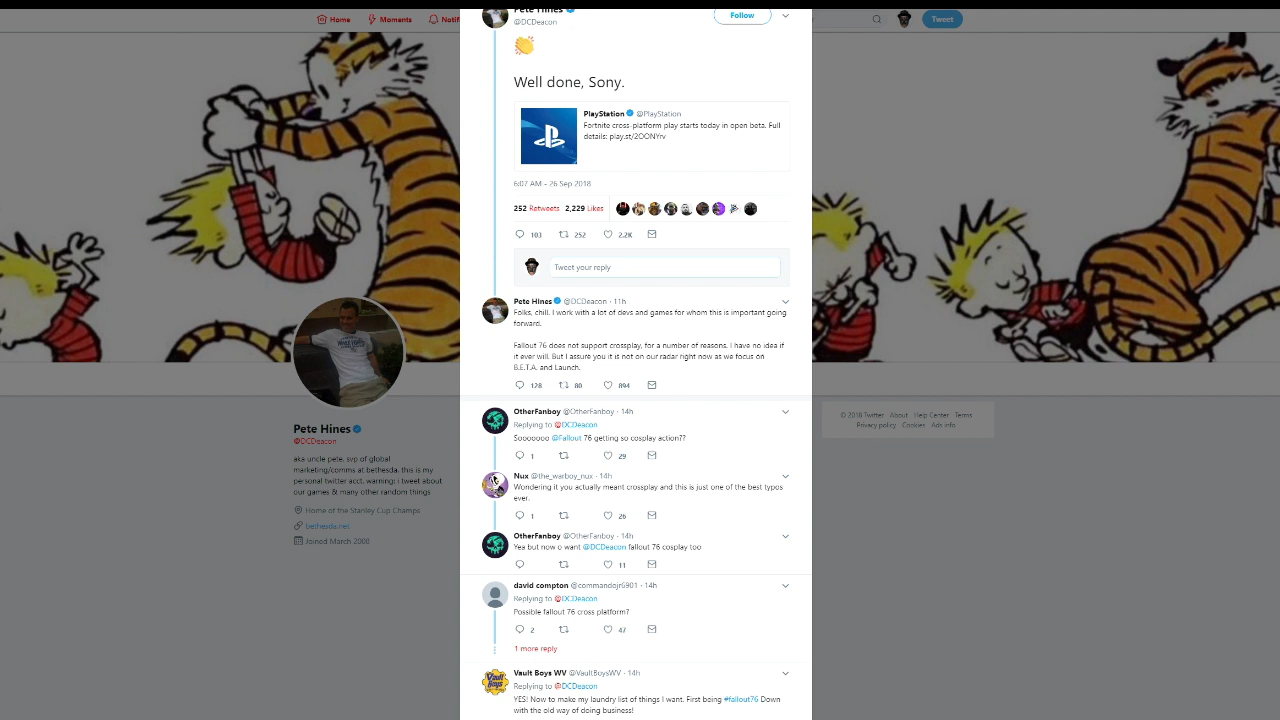 Home
Moments
Tweet
Pete Hines
@DCDeacon
Follow
Well done, Sony.
PlayStation @PlayStation
Fortnite cross-platform play starts today in open beta. Full
details: play.st/2OONYrv
6:07 AM - 26 Sep 2018
252 Retweets 2,229 Likes
103 252 2.2K
Tweet your reply
Pete Hines @DCDeacon · 11h
Folks, chill. I work with a lot of devs and games for whom this is important going
forward.
Fallout 76 does not support crossplay, for a number of reasons. I have no idea if
it ever will. But I assure you it is not on our radar right now as we focus on
B.E.T.A. and Launch.
128 80 894
OtherFanboy @OtherFanboy · 14h
Replying to @DCDeacon
Sooooooo @Fallout 76 getting so cosplay action??
1 29
Nux @the_warboy_nux · 14h
Wondering it you actually meant crossplay and this is just one of the best typos
ever.
1 26
OtherFanboy @OtherFanboy · 14h
Yea but now o want @DCDeacon fallout 76 cosplay too
11
david compton @commandojr6901 · 14h
Replying to @DCDeacon
Possible fallout 76 cross platform?
2 47
1 more reply
Vault Boys WV @VaultBoysWV · 14h
Replying to @DCDeacon
YES! Now to make my laundry list of things I want. First being #fallout76 Down
with the old way of doing business!
Pete Hines
@DCDeacon
aka uncle pete. svp of global
marketing/comms at bethesda. this is my
personal twitter acct, warning: i tweet about
our games & many other random things
Home of the Stanley Cup Champs
bethesda.net
Joined March 2008
© 2018 Twitter About Help Center Terms
Privacy policy Cookies Ads info